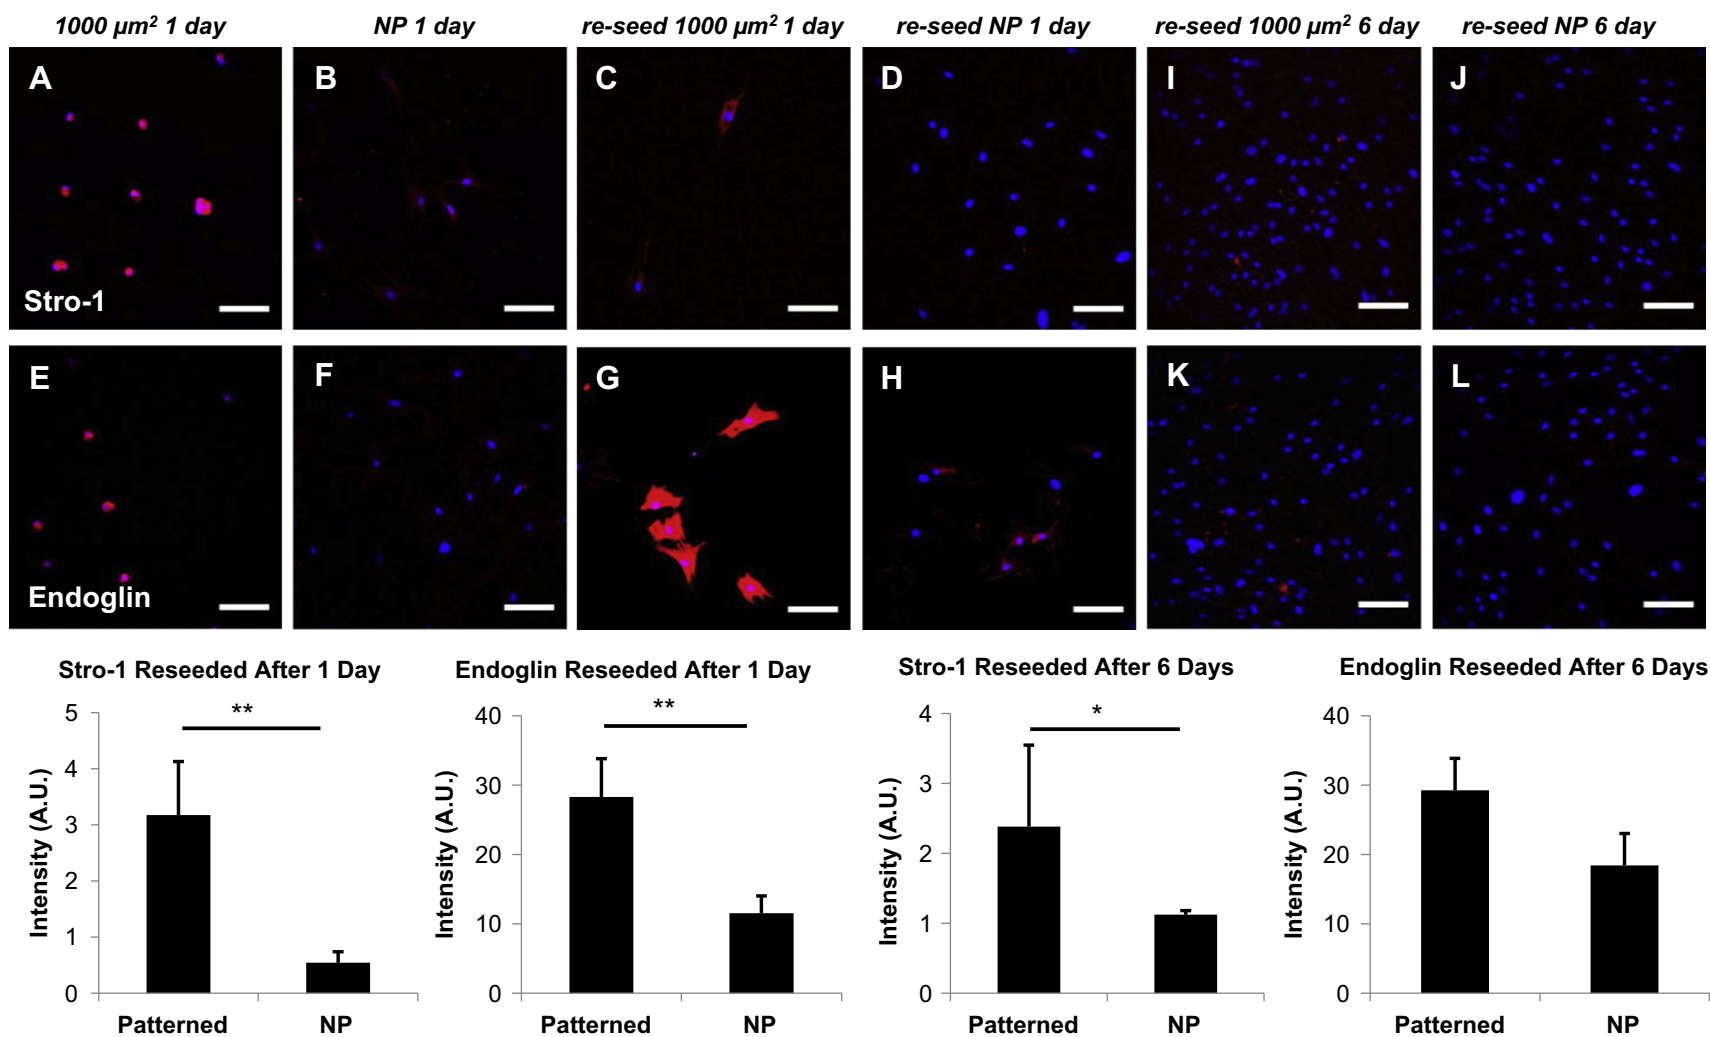 1000 µm² 1 day NP 1 day re-seed 1000 µm² 1 day re-seed NP 1 day re-seed 1000 µm² 6 day re-seed NP 6 day
A B C D I J
Stro-1
E F G H K L
Endoglin
Stro-1 Reseeded After 1 Day
**
Intensity (A.U.)
5
4
3
2
1
0
Patterned NP
Endoglin Reseeded After 1 Day
**
Intensity (A.U.)
40
30
20
10
0
Patterned NP
Stro-1 Reseeded After 6 Days
*
Intensity (A.U.)
4
3
2
1
0
Patterned NP
Endoglin Reseeded After 6 Days
Intensity (A.U.)
40
30
20
10
0
Patterned NP